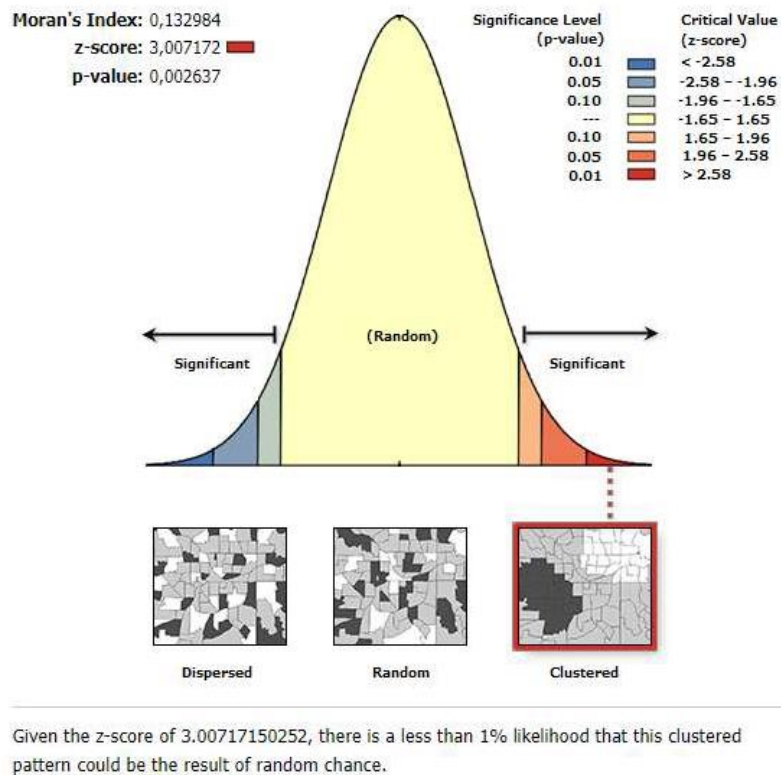 Moran's Index: 0,132984
z-score: 3,007172
p-value: 0,002637
Significance Level
(p-value)
Critical Value
(z-score)
0.01 < -2.58
0.05 -2.58 – -1.96
0.10 -1.96 – -1.65
--- -1.65 – 1.65
0.10 1.65 – 1.96
0.05 1.96 – 2.58
0.01 > 2.58
(Random)
Significant
Significant
Dispersed
Random
Clustered
Given the z-score of 3.00717150252, there is a less than 1% likelihood that this clustered
pattern could be the result of random chance.